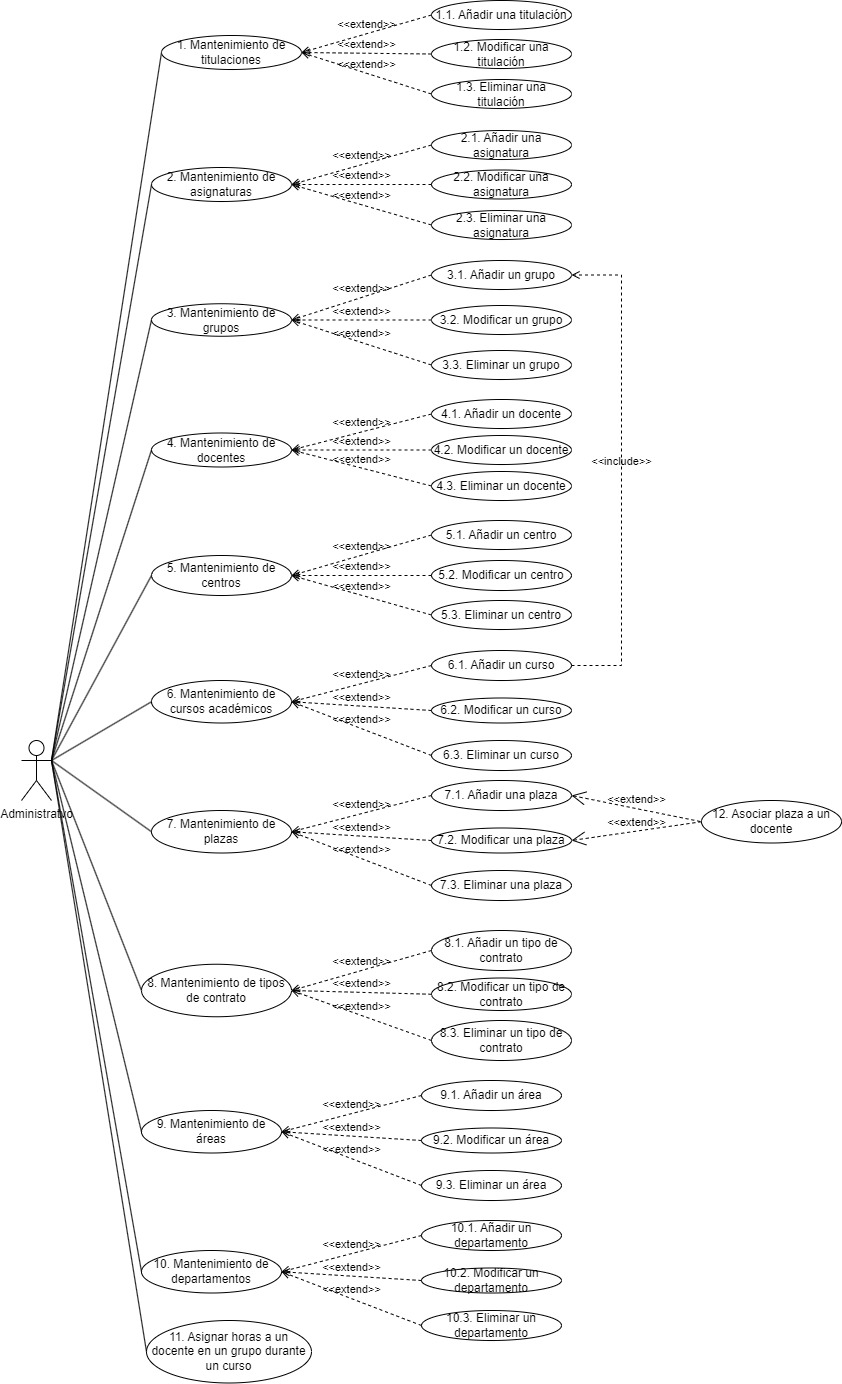 1.1. Añadir una titulación
<<extend>>
1. Mantenimiento de
titulaciones
<<extend>>
1.2. Modificar una
titulación
<<extend>>
1.3. Eliminar una
titulación
2.1. Añadir una
asignatura
<<extend>>
2. Mantenimiento de
asignaturas
<<extend>>
2.2. Modificar una
asignatura
<<extend>>
2.3. Eliminar una
asignatura
3.1. Añadir un grupo
<<extend>>
3. Mantenimiento de
grupos
<<extend>>
3.2. Modificar un grupo
<<extend>>
3.3. Eliminar un grupo
4.1. Añadir un docente
<<extend>>
4. Mantenimiento de
docentes
<<extend>>
4.2. Modificar un docente
<<extend>>
4.3. Eliminar un docente
<<include>>
5.1. Añadir un centro
<<extend>>
5. Mantenimiento de
centros
<<extend>>
5.2. Modificar un centro
<<extend>>
5.3. Eliminar un centro
6.1. Añadir un curso
<<extend>>
6. Mantenimiento de
cursos académicos
<<extend>>
6.2. Modificar un curso
<<extend>>
6.3. Eliminar un curso
Administrativo
7.1. Añadir una plaza
<<extend>>
7. Mantenimiento de
plazas
<<extend>>
7.2. Modificar una plaza
<<extend>>
7.3. Eliminar una plaza
<<extend>>
<<extend>>
12. Asociar plaza a un
docente
8.1. Añadir un tipo de
contrato
<<extend>>
8. Mantenimiento de tipos
de contrato
<<extend>>
8.2. Modificar un tipo de
contrato
<<extend>>
8.3. Eliminar un tipo de
contrato
9.1. Añadir un área
<<extend>>
9. Mantenimiento de
áreas
<<extend>>
9.2. Modificar un área
<<extend>>
9.3. Eliminar un área
10.1. Añadir un
departamento
<<extend>>
10. Mantenimiento de
departamentos
<<extend>>
10.2. Modificar un
departamento
<<extend>>
10.3. Eliminar un
departamento
11. Asignar horas a un
docente en un grupo durante
un curso